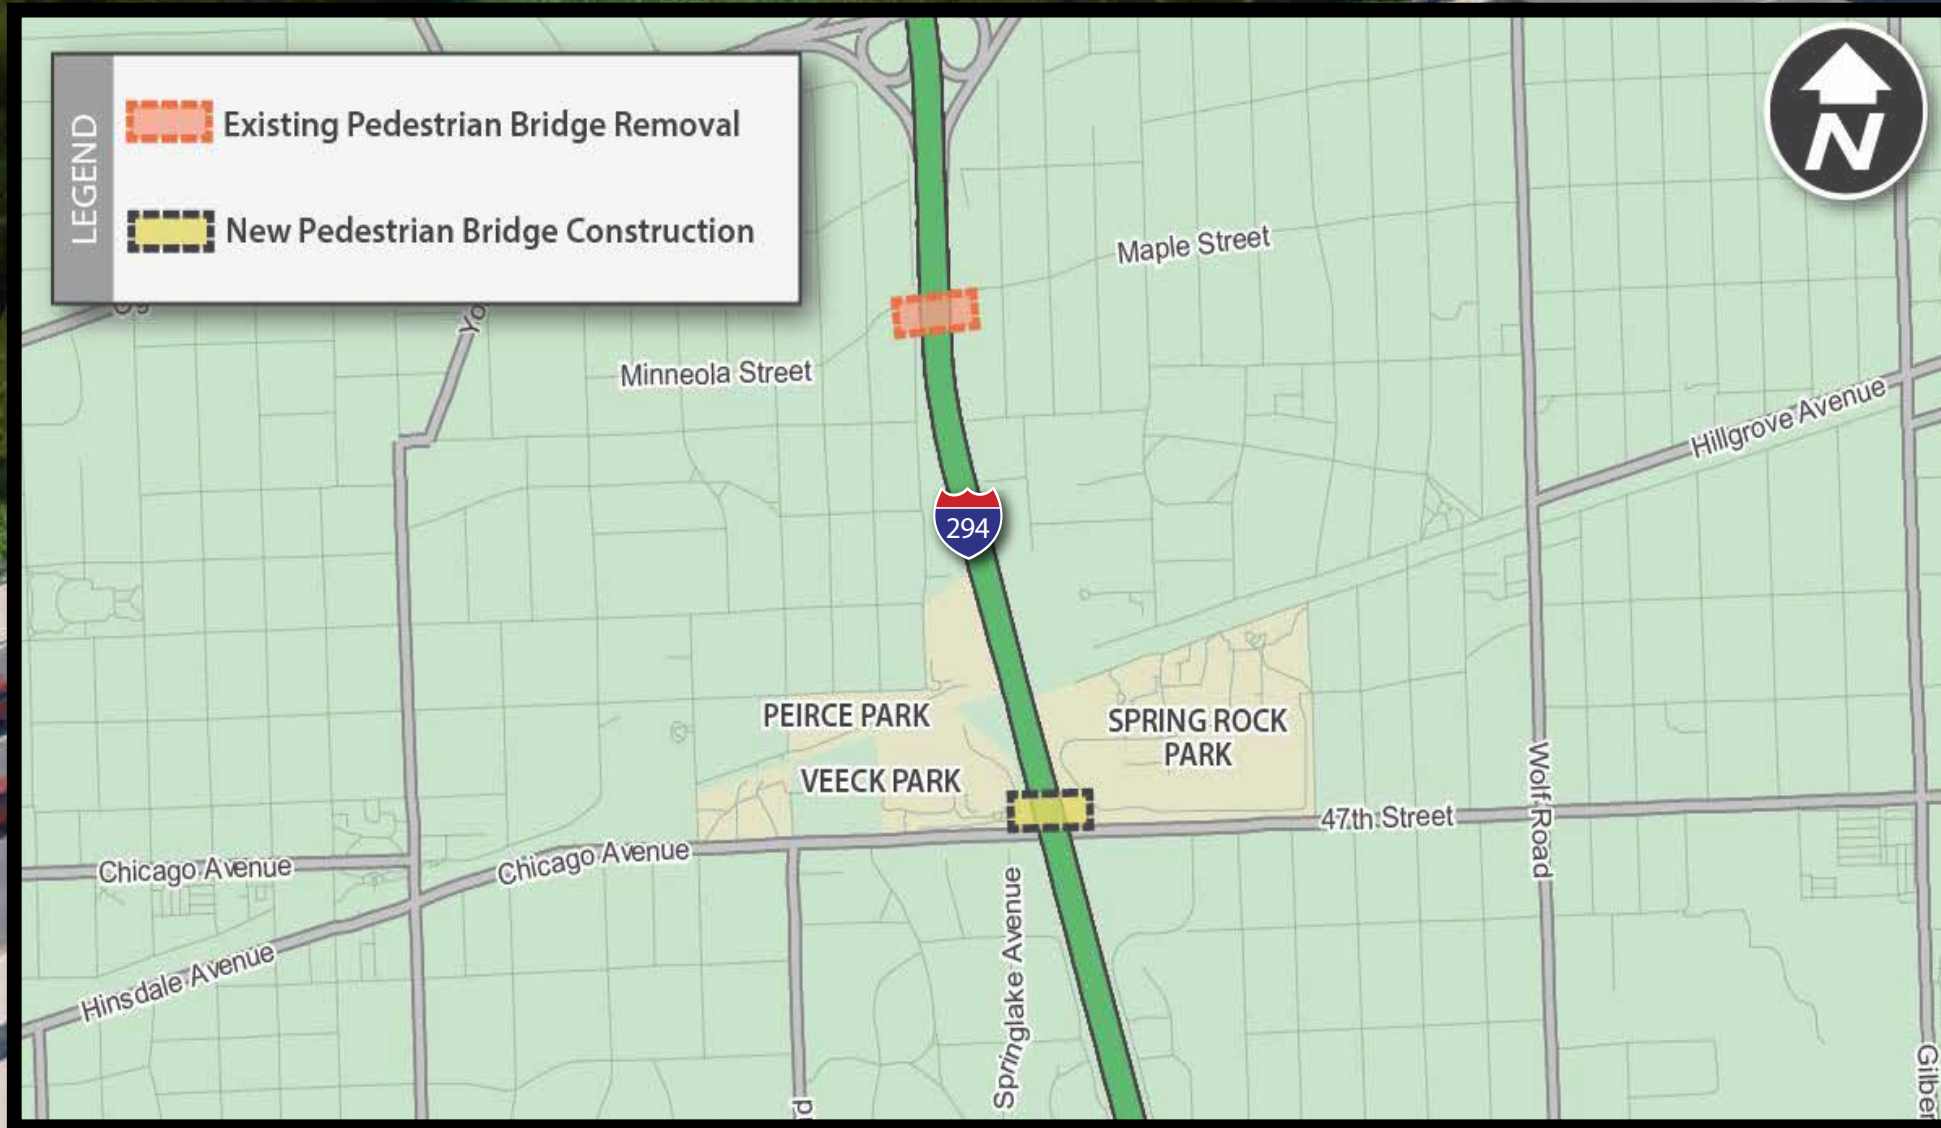 LEGEND
Existing Pedestrian Bridge Removal
New Pedestrian Bridge Construction
N
Maple Street
Minneola Street
Hillgrove Avenue
294
PEIRCE PARK
SPRING ROCK
PARK
VEECK PARK
47th Street
Wolf Road
Chicago Avenue
Chicago Avenue
Springlake Avenue
Hinsdale Avenue